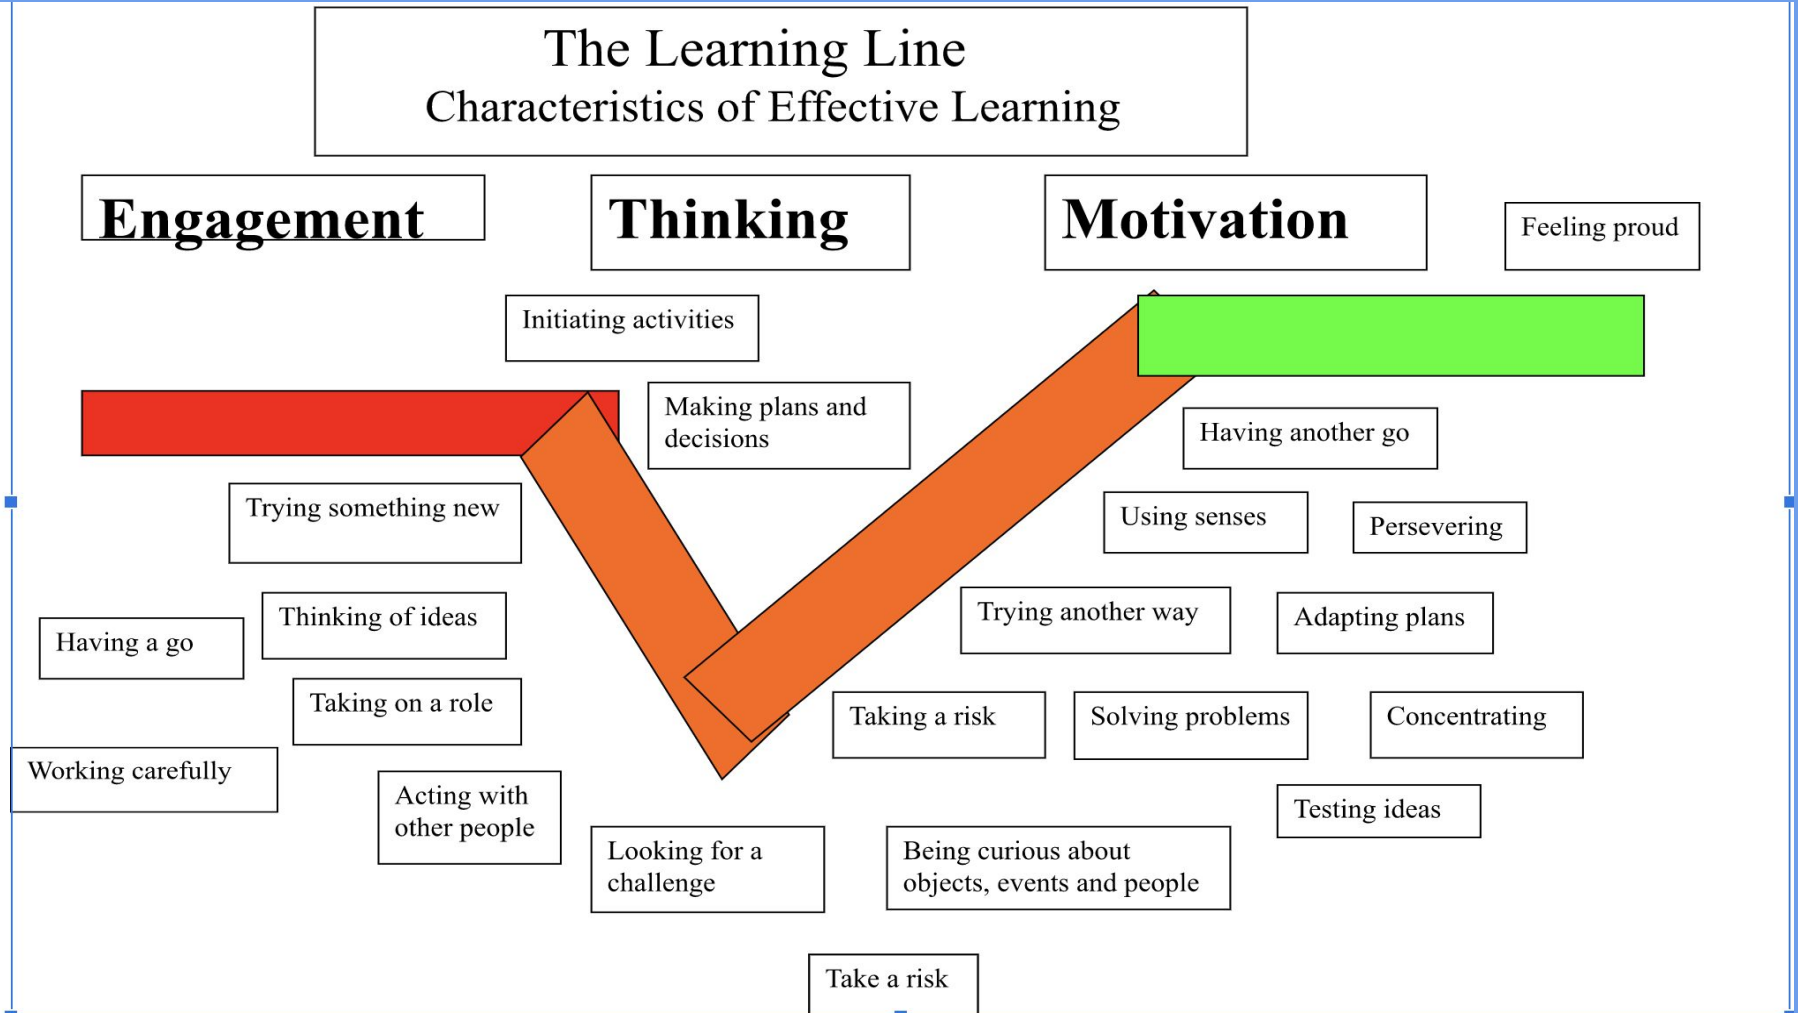 The Learning Line
Characteristics of Effective Learning
Engagement
Thinking
Motivation
Feeling proud
Initiating activities
Making plans and
decisions
Having another go
Trying something new
Using senses
Persevering
Thinking of ideas
Having a go
Trying another way
Adapting plans
Taking on a role
Taking a risk
Solving problems
Concentrating
Working carefully
Acting with
other people
Testing ideas
Looking for a
challenge
Being curious about
objects, events and people
Take a risk